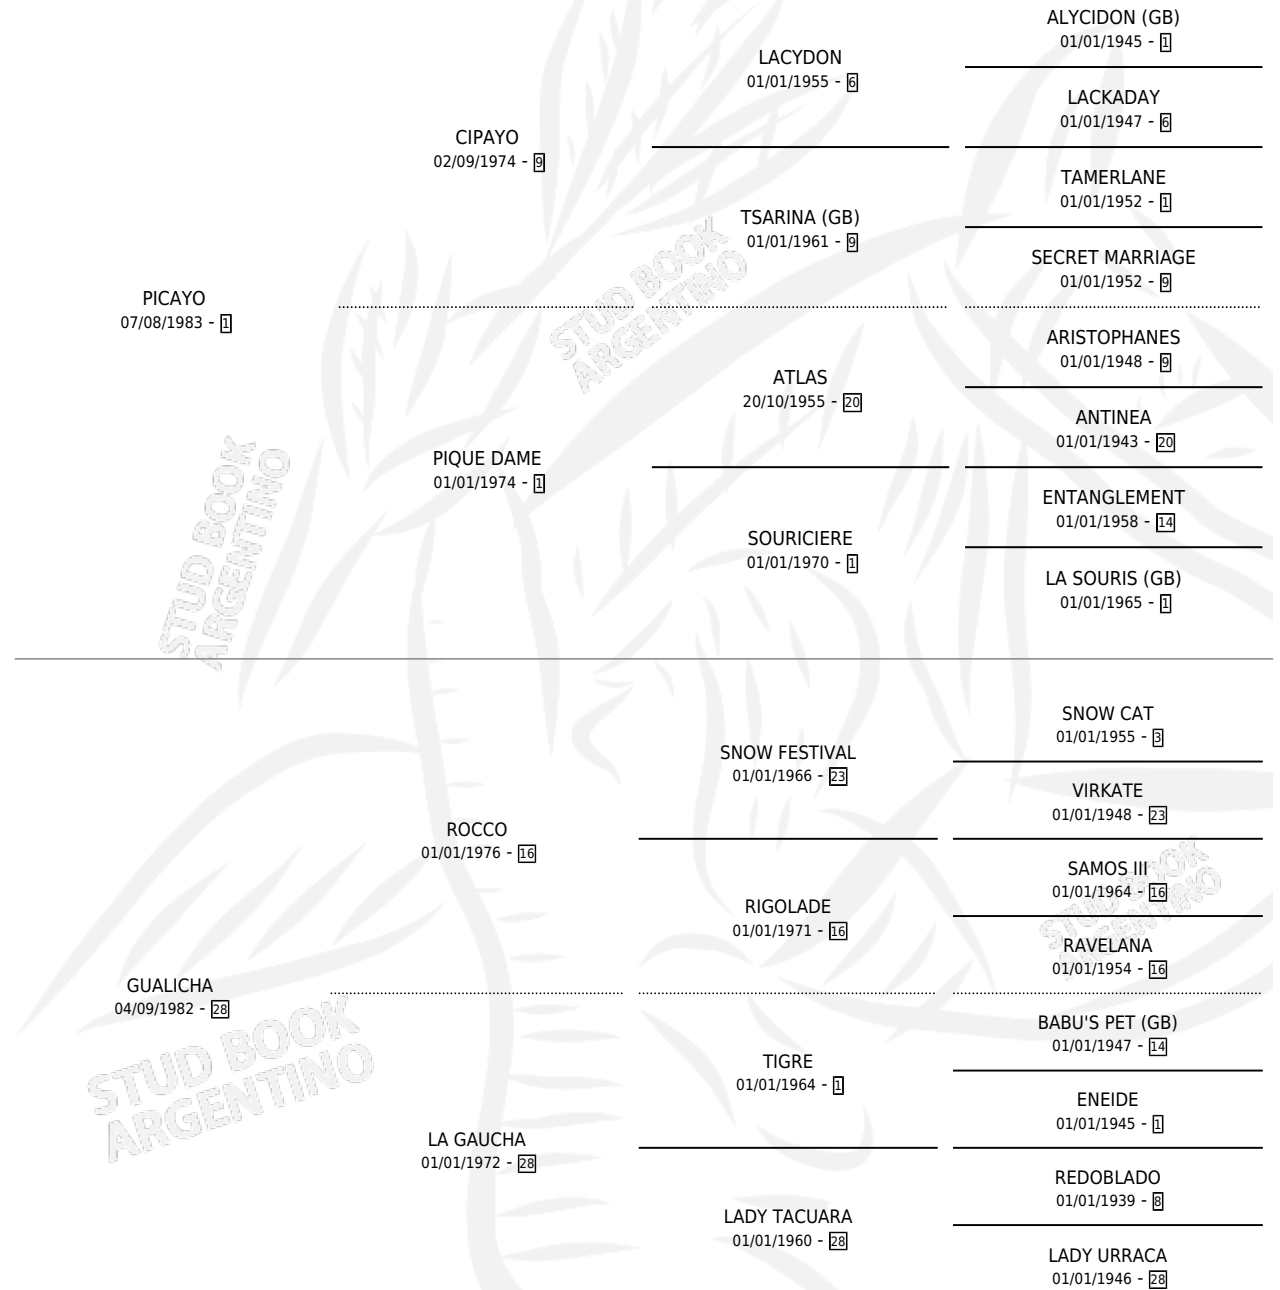 ALYCIDON (GB)
01/01/1945 - 1
LACYDON
01/01/1955 - 6
LACKADAY
01/01/1947 - 6
CIPAYO
02/09/1974 - 9
TAMERLANE
01/01/1952 - 1
TSARINA (GB)
01/01/1961 - 9
SECRET MARRIAGE
01/01/1952 - 9
PICAYO
07/08/1983 - 1
ARISTOPHANES
01/01/1948 - 9
ATLAS
20/10/1955 - 20
ANTINEA
01/01/1943 - 20
PIQUE DAME
01/01/1974 - 1
ENTANGLEMENT
01/01/1958 - 14
SOURICIERE
01/01/1970 - 1
LA SOURIS (GB)
01/01/1965 - 1
STUD BOOK
ARGENTINO
STUD BOOK
ARGENTINO
SNOW CAT
01/01/1955 - 3
SNOW FESTIVAL
01/01/1966 - 23
VIRKATE
01/01/1948 - 23
ROCCO
01/01/1976 - 16
SAMOS III
01/01/1964 - 16
RIGOLADE
01/01/1971 - 16
RAVELANA
01/01/1954 - 16
GUALICHA
04/09/1982 - 28
BABU'S PET (GB)
01/01/1947 - 14
TIGRE
01/01/1964 - 1
ENEIDE
01/01/1945 - 1
LA GAUCHA
01/01/1972 - 28
REDOBLADO
01/01/1939 - 8
LADY TACUARA
01/01/1960 - 28
LADY URRACA
01/01/1946 - 28
STUD BOOK
ARGENTINO
STUD BOOK
ARGENTINO